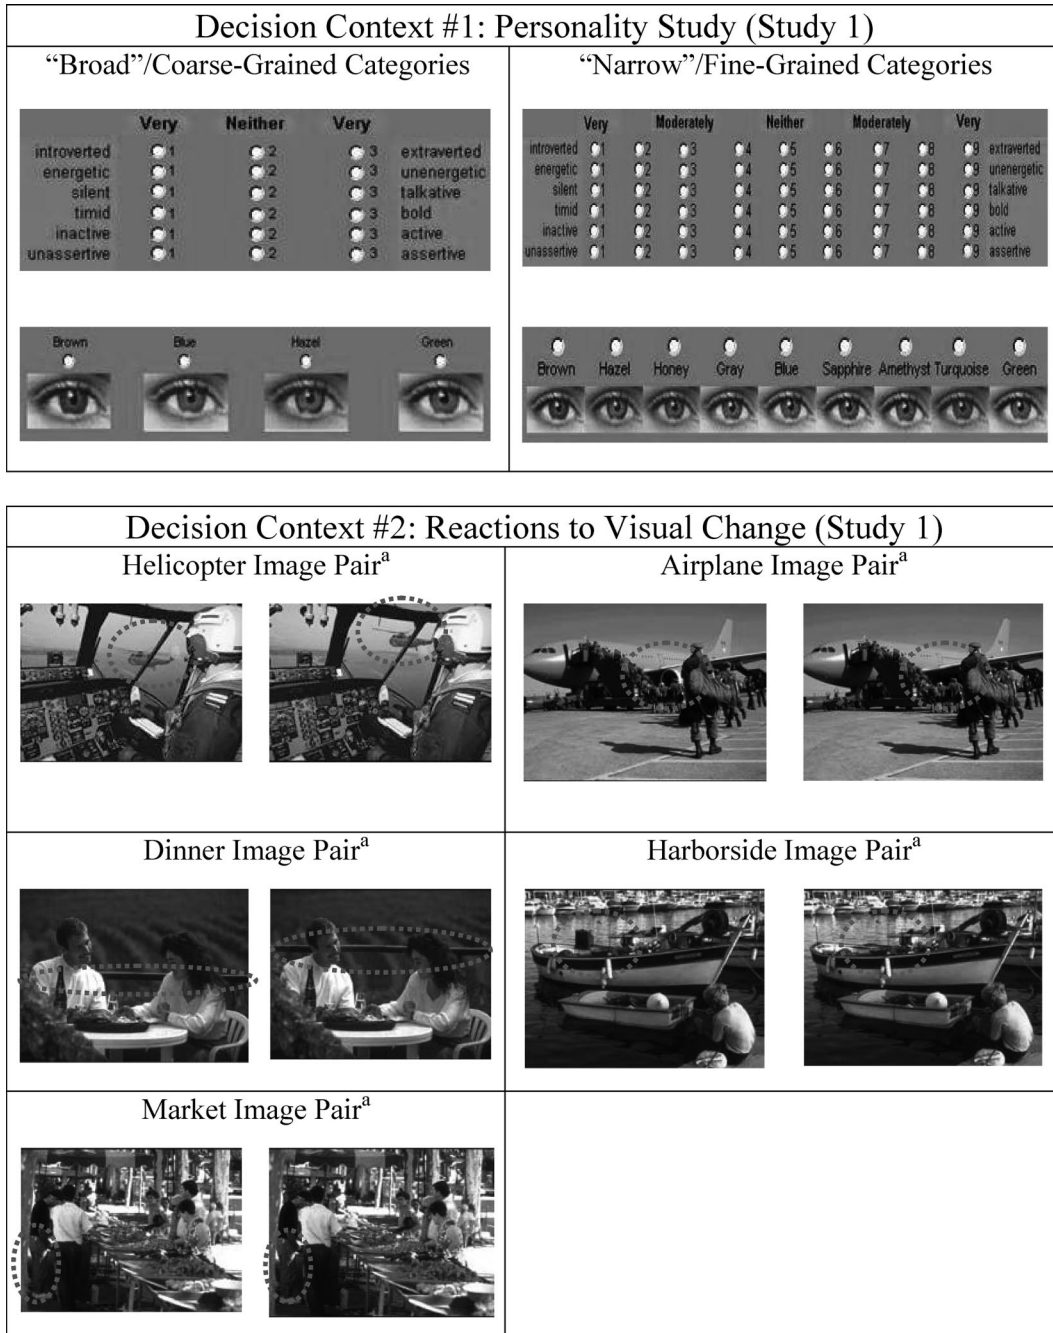 Decision Context #1: Personality Study (Study 1)
“Broad”/Coarse-Grained Categories
“Narrow”/Fine-Grained Categories
Very Neither Very
introverted 1 2 3 extraverted
energetic 1 2 3 unenergetic
silent 1 2 3 talkative
timid 1 2 3 bold
inactive 1 2 3 active
unassertive 1 2 3 assertive
Very Moderately Neither Moderately Very
introverted 1 2 3 4 5 6 7 8 9 extraverted
energetic 1 2 3 4 5 6 7 8 9 unenergetic
silent 1 2 3 4 5 6 7 8 9 talkative
timid 1 2 3 4 5 6 7 8 9 bold
inactive 1 2 3 4 5 6 7 8 9 active
unassertive 1 2 3 4 5 6 7 8 9 assertive
Brown Blue Hazel Green
Brown Hazel Honey Gray Blue Sapphire Amethyst Turquoise Green
Decision Context #2: Reactions to Visual Change (Study 1)
Helicopter Image Pairᵃ
Airplane Image Pairᵃ
Dinner Image Pairᵃ
Harborside Image Pairᵃ
Market Image Pairᵃ